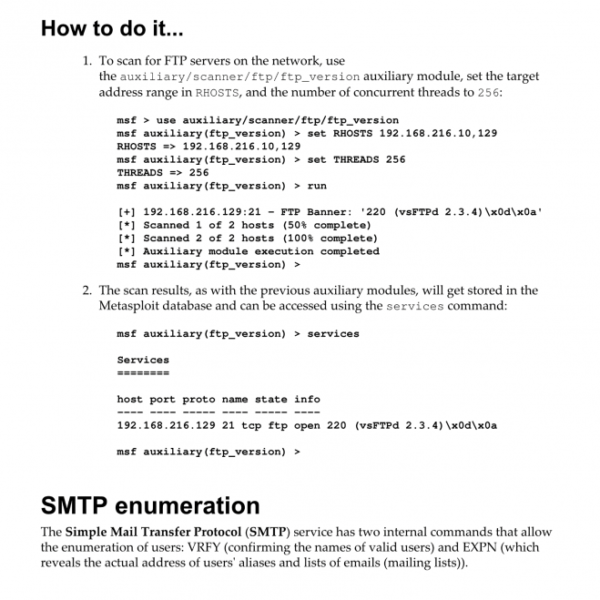 How to do it...
1. To scan for FTP servers on the network, use
the auxiliary/scanner/ftp/ftp_version auxiliary module, set the target
address range in RHOSTS, and the number of concurrent threads to 256:
msf > use auxiliary/scanner/ftp/ftp_version
msf auxiliary(ftp_version) > set RHOSTS 192.168.216.10,129
RHOSTS => 192.168.216.10,129
msf auxiliary(ftp_version) > set THREADS 256
THREADS => 256
msf auxiliary(ftp_version) > run
[+] 192.168.216.129:21 - FTP Banner: '220 (vsFTPd 2.3.4)\x0d\x0a'
[*] Scanned 1 of 2 hosts (50% complete)
[*] Scanned 2 of 2 hosts (100% complete)
[*] Auxiliary module execution completed
msf auxiliary(ftp_version) >
2. The scan results, as with the previous auxiliary modules, will get stored in the
Metasploit database and can be accessed using the services command:
msf auxiliary(ftp_version) > services
Services
========
host port proto name state info
---- ---- ----- ---- ----- ----
192.168.216.129 21 tcp ftp open 220 (vsFTPd 2.3.4)\x0d\x0a
msf auxiliary(ftp_version) >
SMTP enumeration
The Simple Mail Transfer Protocol (SMTP) service has two internal commands that allow
the enumeration of users: VRFY (confirming the names of valid users) and EXPN (which
reveals the actual address of users' aliases and lists of emails (mailing lists)).